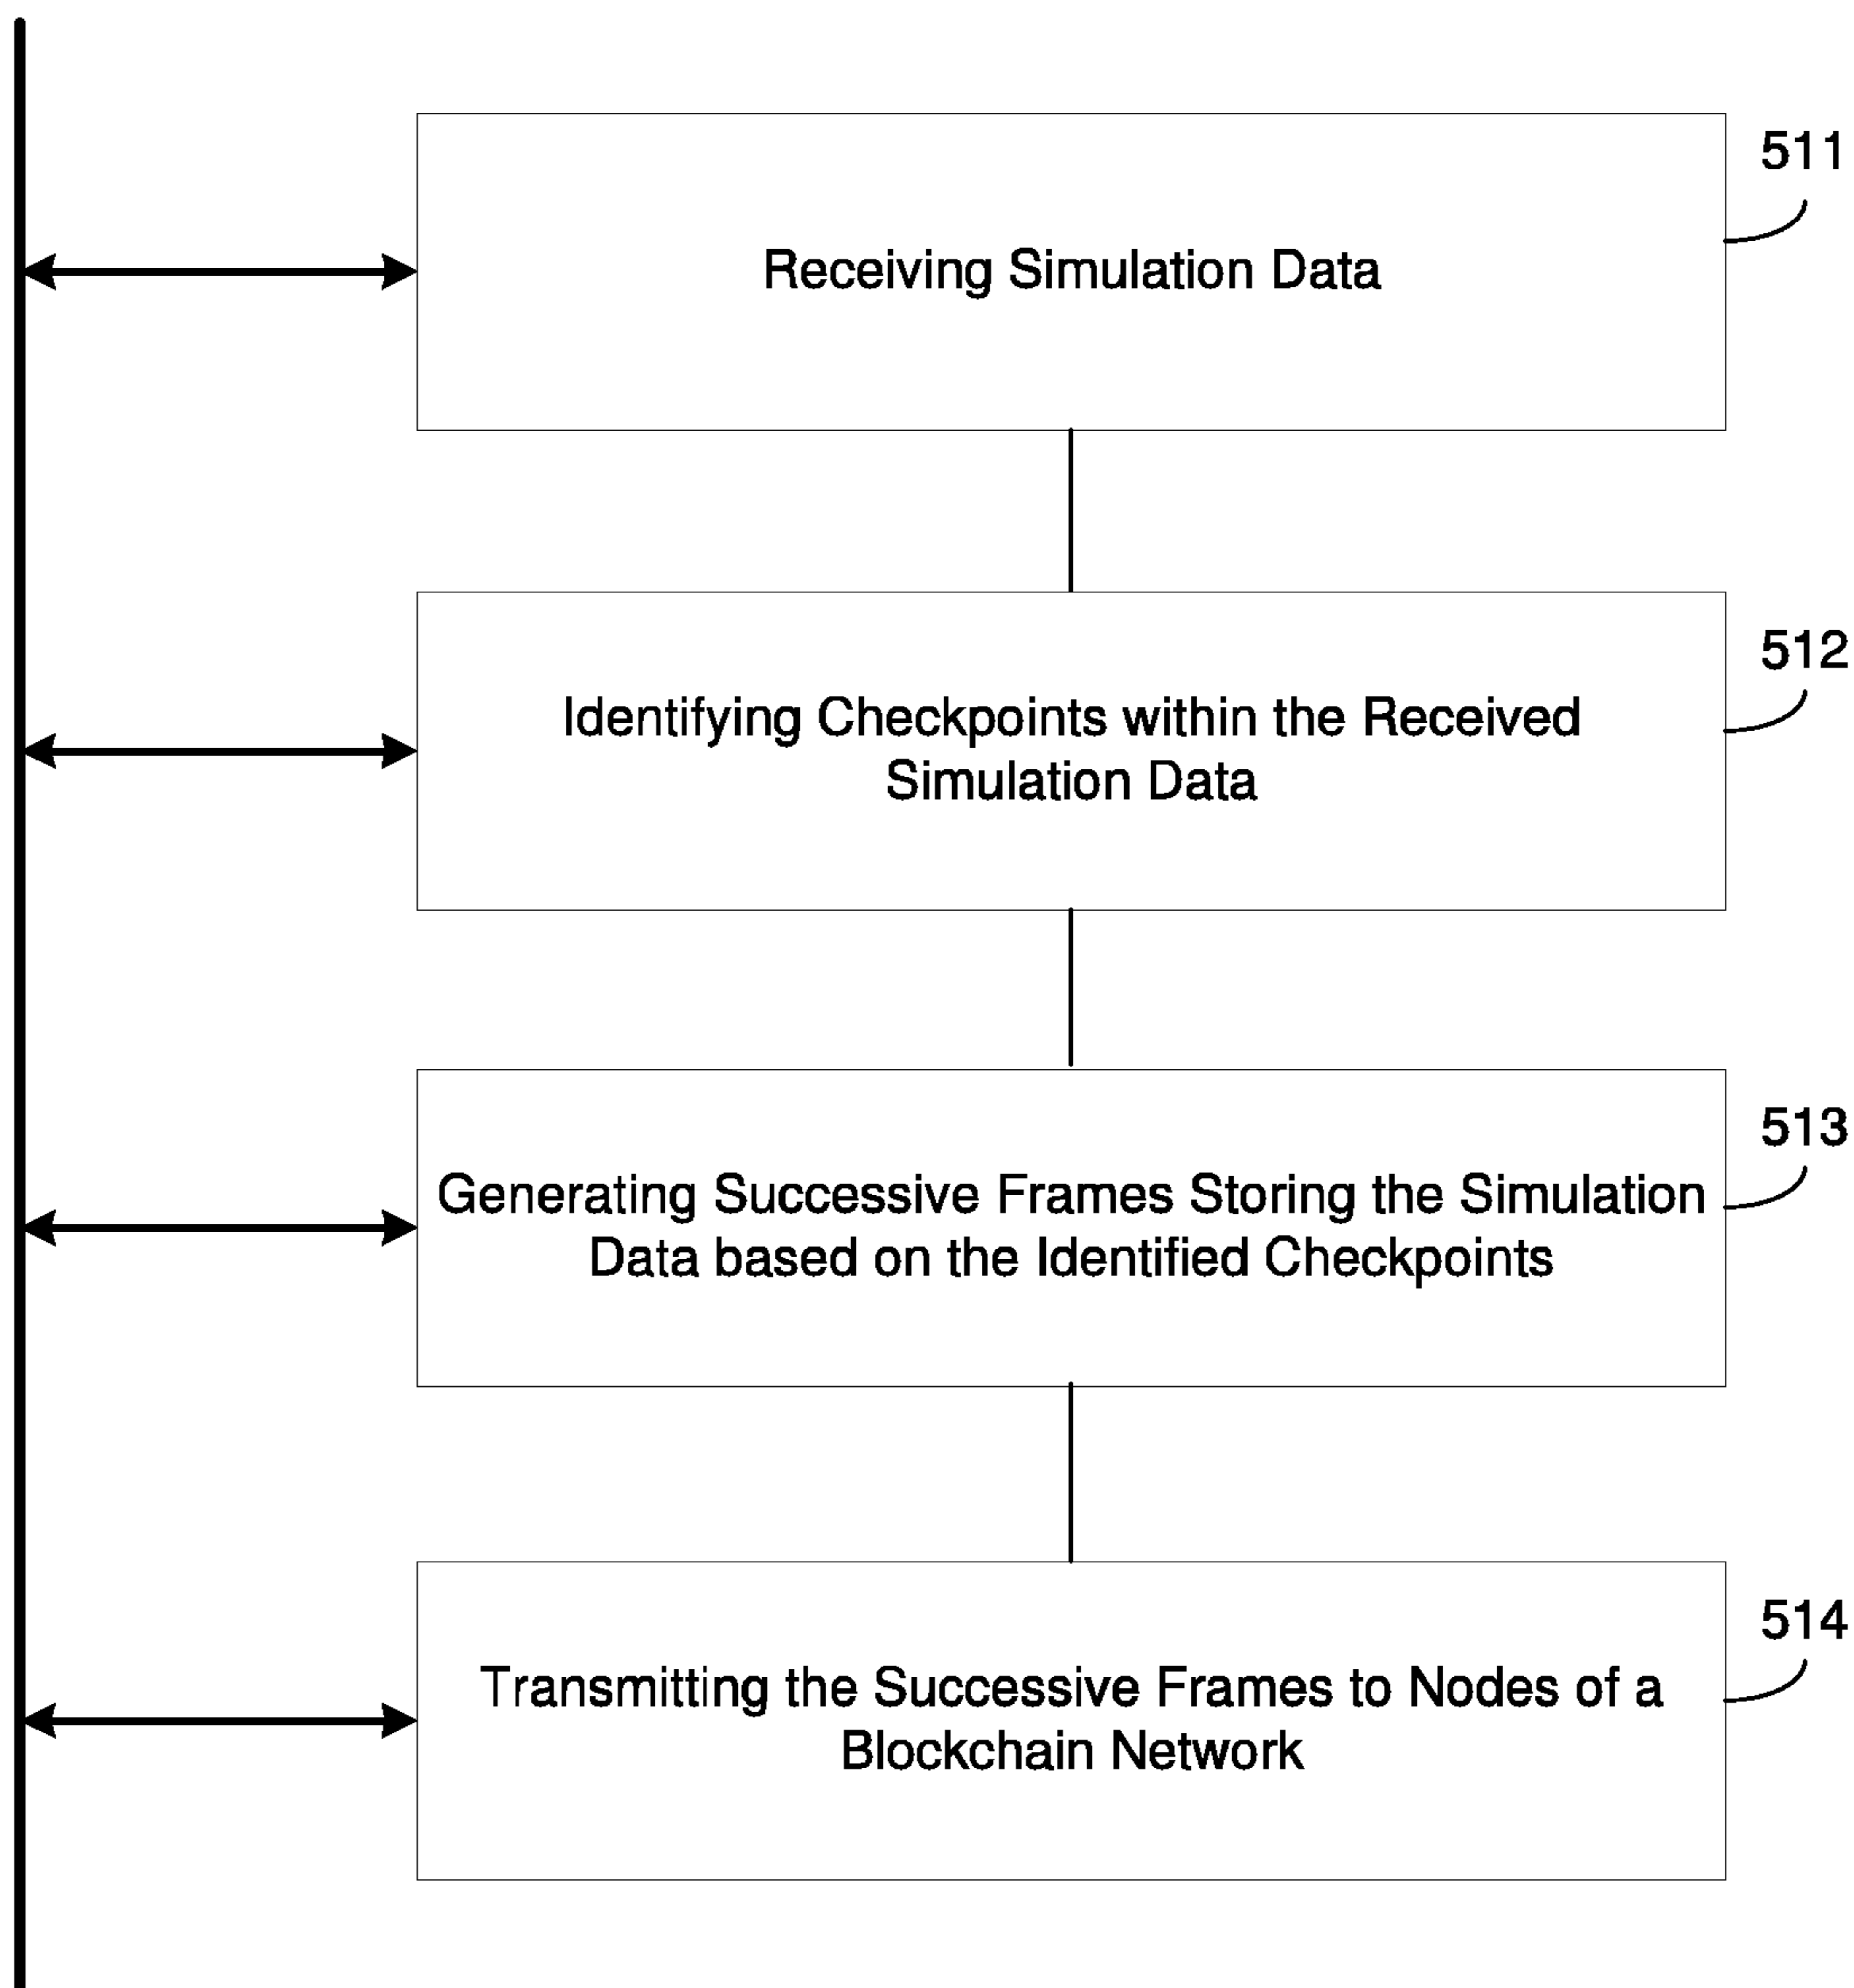 511
Receiving Simulation Data
512
Identifying Checkpoints within the Received
Simulation Data
513
Generating Successive Frames Storing the Simulation
Data based on the Identified Checkpoints
514
Transmitting the Successive Frames to Nodes of a
Blockchain Network